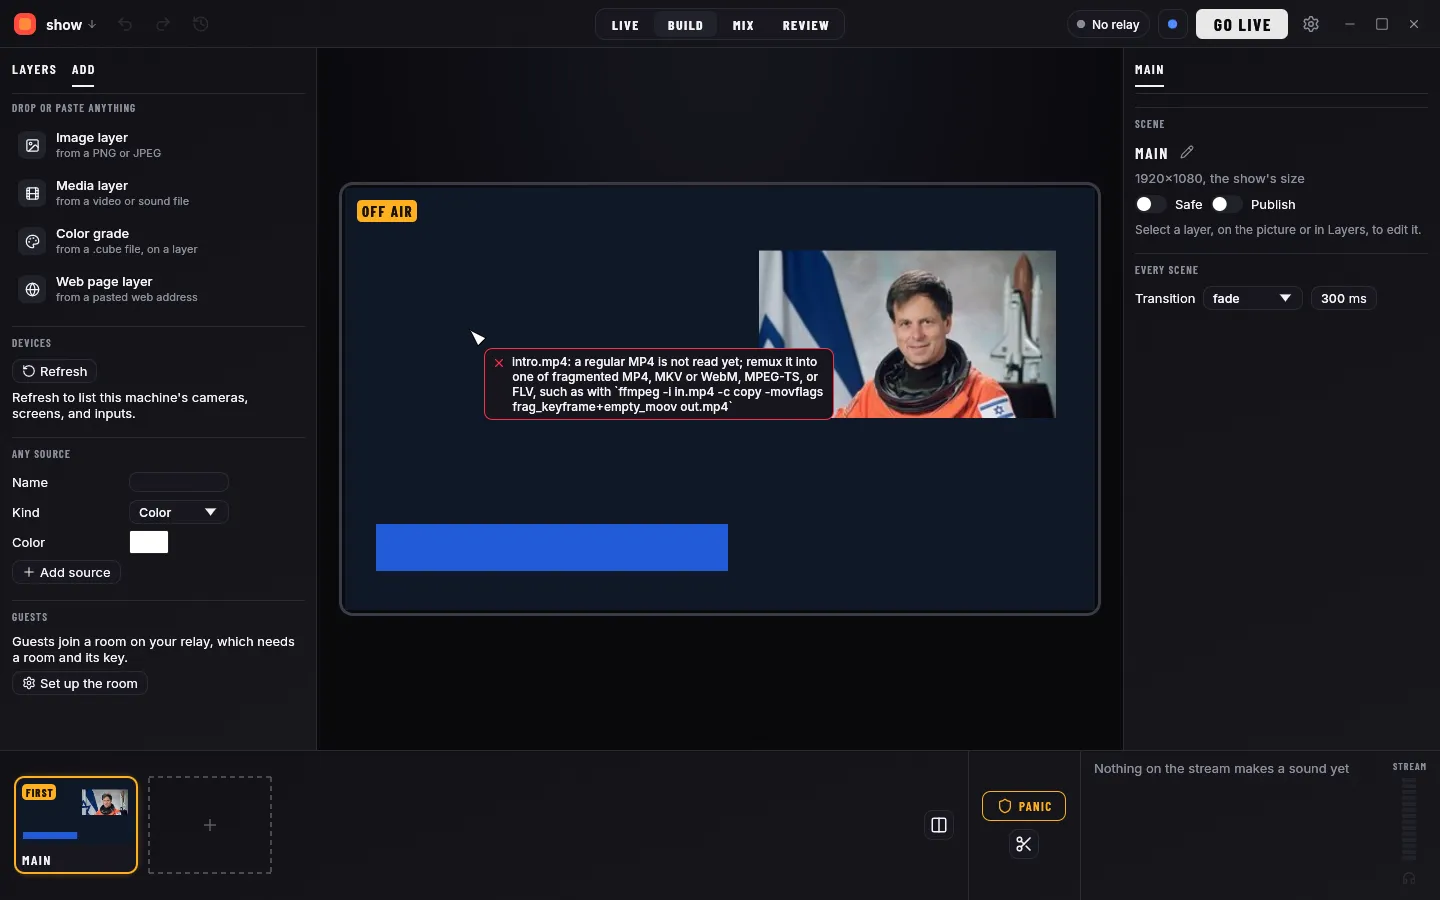 show
LIVE
BUILD
MIX
REVIEW
No relay
GO LIVE
LAYERS
ADD
DROP OR PASTE ANYTHING
Image layer
from a PNG or JPEG
Media layer
from a video or sound file
Color grade
from a .cube file, on a layer
Web page layer
from a pasted web address
DEVICES
Refresh
Refresh to list this machine's cameras,
screens, and inputs.
ANY SOURCE
Name
Kind
Color
Color
Add source
GUESTS
Guests join a room on your relay, which needs
a room and its key.
Set up the room
OFF AIR
intro.mp4: a regular MP4 is not read yet; remux it into
one of fragmented MP4, MKV or WebM, MPEG-TS, or
FLV, such as with `ffmpeg -i in.mp4 -c copy -movflags
frag_keyframe+empty_moov out.mp4`
MAIN
SCENE
MAIN
1920×1080, the show's size
Safe
Publish
Select a layer, on the picture or in Layers, to edit it.
EVERY SCENE
Transition
fade
300 ms
FIRST
MAIN
PANIC
Nothing on the stream makes a sound yet
STREAM